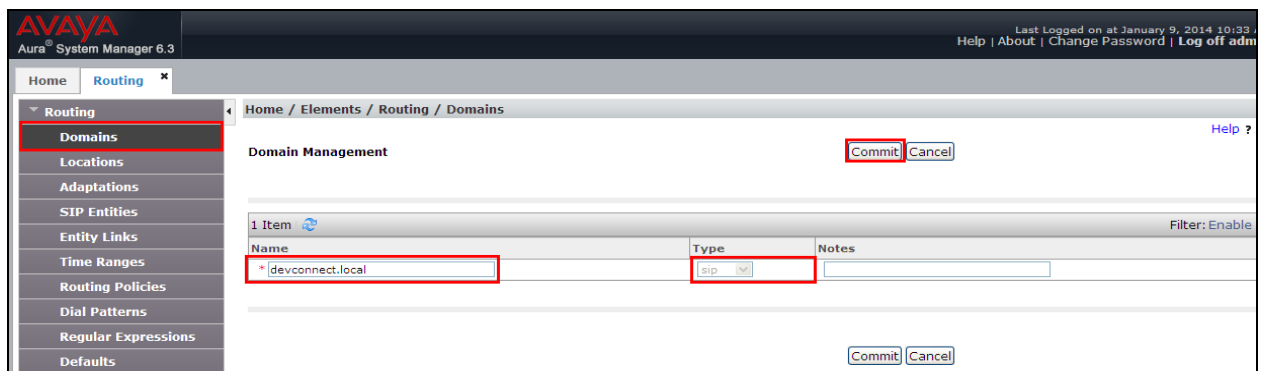 AVAYA
Aura® System Manager 6.3
Last Logged on at January 9, 2014 10:33
Help | About | Change Password | Log off adm
Home
Routing ×
Routing
Domains
Locations
Adaptations
SIP Entities
Entity Links
Time Ranges
Routing Policies
Dial Patterns
Regular Expressions
Defaults
Home / Elements / Routing / Domains
Help ?
Domain Management
Commit Cancel
1 Item
Filter: Enable
Name Type Notes
* devconnect.local sip
Commit Cancel